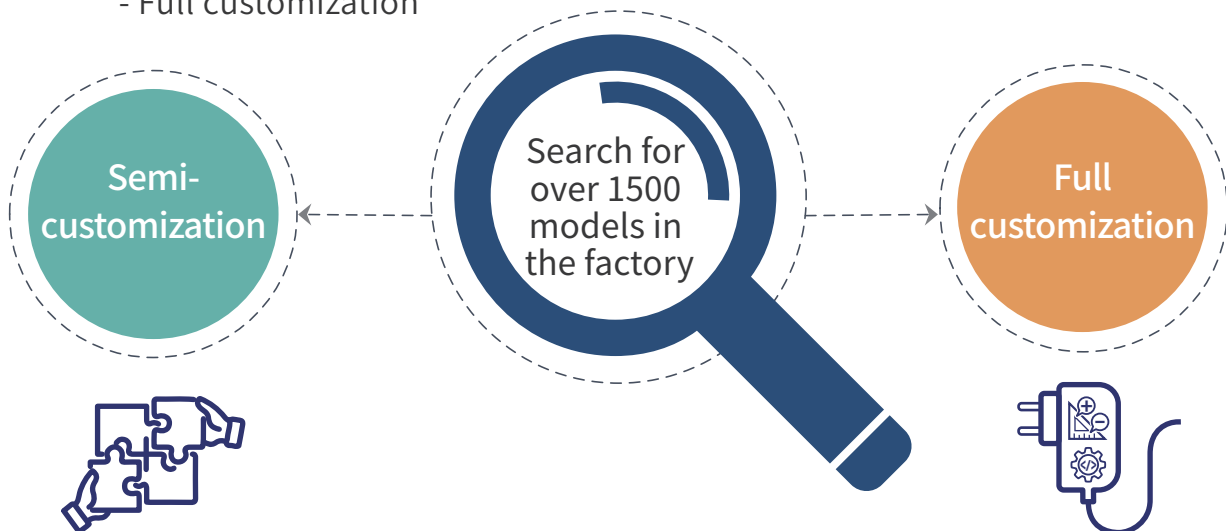 - Full customization
Semi-
customization
Search for
over 1500
models in
the factory
Full
customization